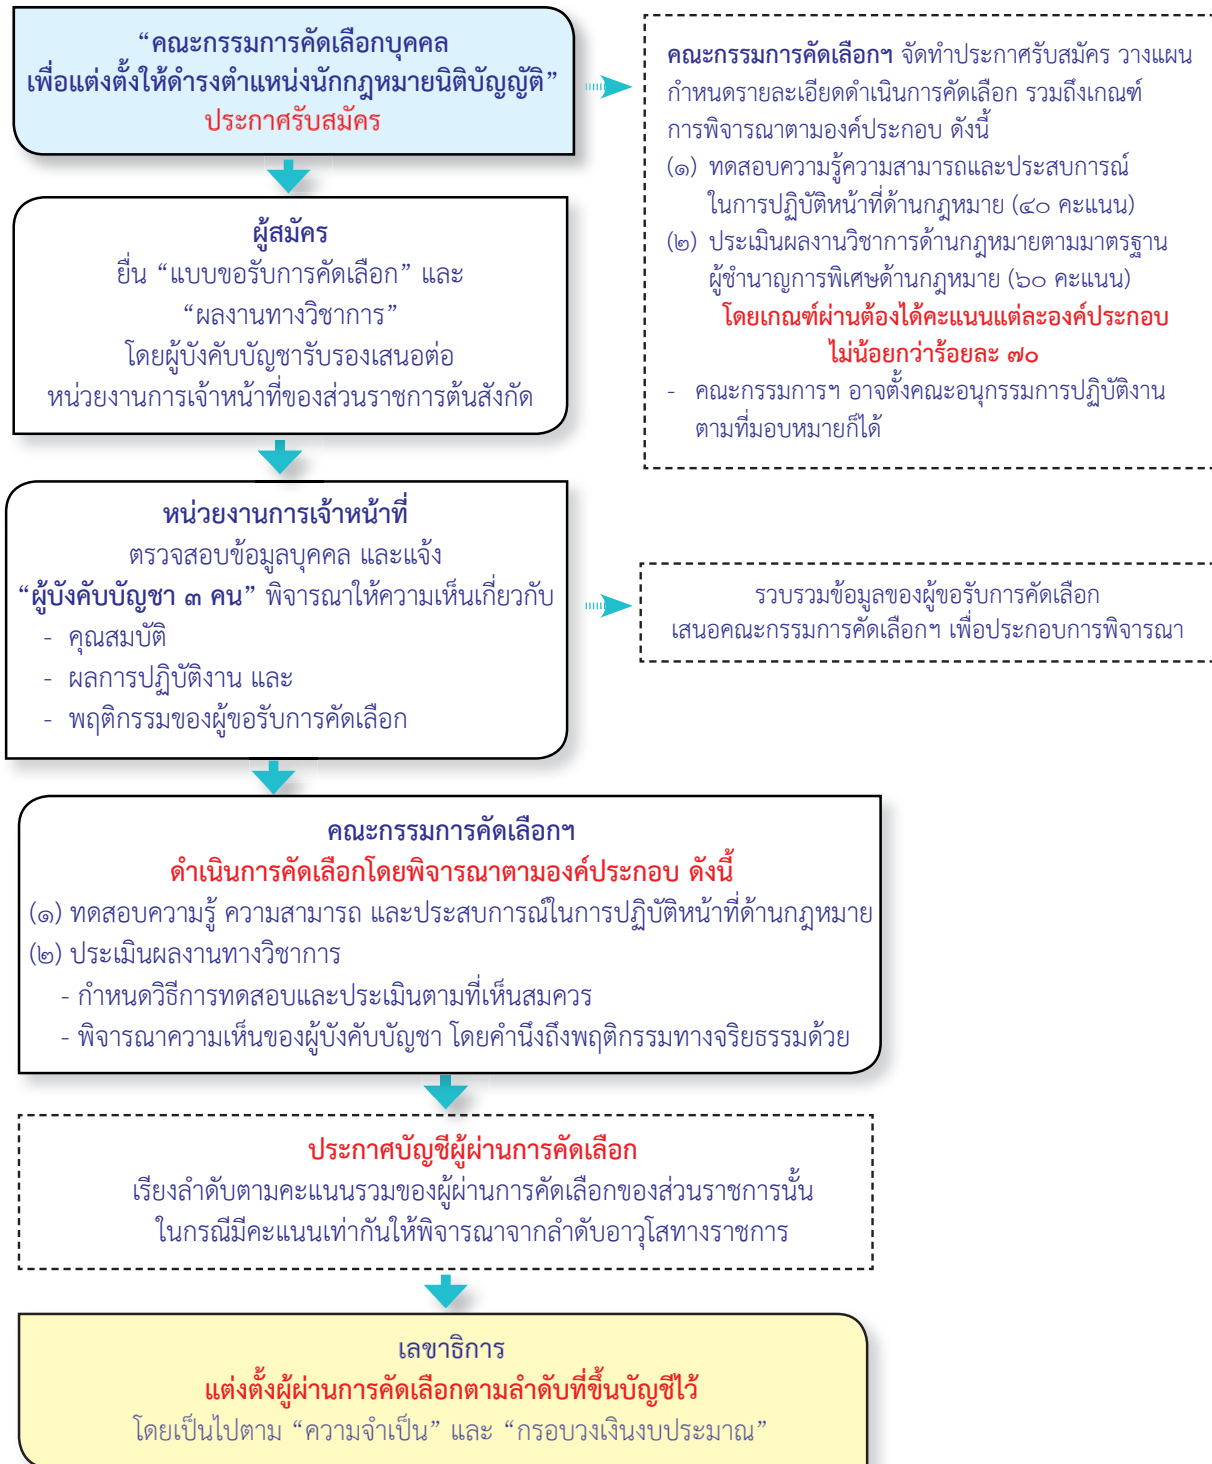 “คณะกรรมการคัดเลือกบุคคล
เพื่อแต่งตั้งให้ดำรงตำแหน่งนักกฎหมายนิติบัญญัติ”
ประกาศรับสมัคร
คณะกรรมการคัดเลือกฯ จัดทำประกาศรับสมัคร วางแผน
กำหนดรายละเอียดดำเนินการคัดเลือก รวมถึงเกณฑ์
การพิจารณาตามองค์ประกอบ ดังนี้
(๑) ทดสอบความรู้ความสามารถและประสบการณ์
ในการปฏิบัติหน้าที่ด้านกฎหมาย (๔๐ คะแนน)
(๒) ประเมินผลงานวิชาการด้านกฎหมายตามมาตรฐาน
ผู้ชำนาญการพิเศษด้านกฎหมาย (๖๐ คะแนน)
โดยเกณฑ์ผ่านต้องได้คะแนนแต่ละองค์ประกอบ
ไม่น้อยกว่าร้อยละ ๗๐
- คณะกรรมการฯ อาจตั้งคณะอนุกรรมการปฏิบัติงาน
ตามที่มอบหมายก็ได้
ผู้สมัคร
ยื่น “แบบขอรับการคัดเลือก” และ
“ผลงานทางวิชาการ”
โดยผู้บังคับบัญชารับรองเสนอต่อ
หน่วยงานการเจ้าหน้าที่ของส่วนราชการต้นสังกัด
หน่วยงานการเจ้าหน้าที่
ตรวจสอบข้อมูลบุคคล และแจ้ง
“ผู้บังคับบัญชา ๓ คน” พิจารณาให้ความเห็นเกี่ยวกับ
- คุณสมบัติ
- ผลการปฏิบัติงาน และ
- พฤติกรรมของผู้ขอรับการคัดเลือก
รวบรวมข้อมูลของผู้ขอรับการคัดเลือก
เสนอคณะกรรมการคัดเลือกฯ เพื่อประกอบการพิจารณา
คณะกรรมการคัดเลือกฯ
ดำเนินการคัดเลือกโดยพิจารณาตามองค์ประกอบ ดังนี้
(๑) ทดสอบความรู้ ความสามารถ และประสบการณ์ในการปฏิบัติหน้าที่ด้านกฎหมาย
(๒) ประเมินผลงานทางวิชาการ
- กำหนดวิธีการทดสอบและประเมินตามที่เห็นสมควร
- พิจารณาความเห็นของผู้บังคับบัญชา โดยคำนึงถึงพฤติกรรมทางจริยธรรมด้วย
ประกาศบัญชีผู้ผ่านการคัดเลือก
เรียงลำดับตามคะแนนรวมของผู้ผ่านการคัดเลือกของส่วนราชการนั้น
ในกรณีมีคะแนนเท่ากันให้พิจารณาจากลำดับอาวุโสทางราชการ
เลขาธิการ
แต่งตั้งผู้ผ่านการคัดเลือกตามลำดับที่ขึ้นบัญชีไว้
โดยเป็นไปตาม “ความจำเป็น” และ “กรอบวงเงินงบประมาณ”